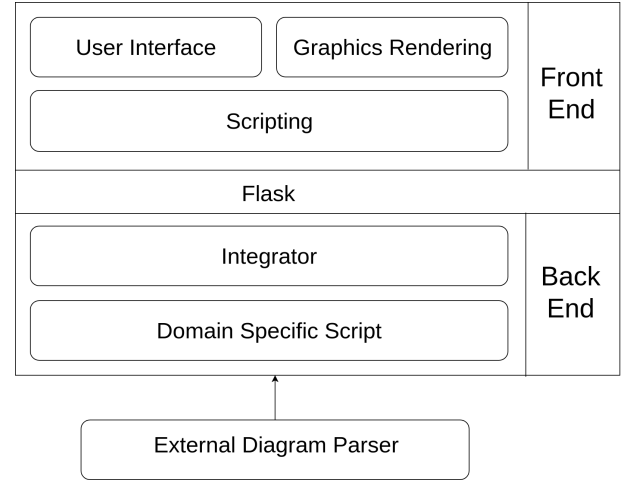 User Interface
Graphics Rendering
Scripting
Front
End
Flask
Integrator
Domain Specific Script
Back
End
External Diagram Parser